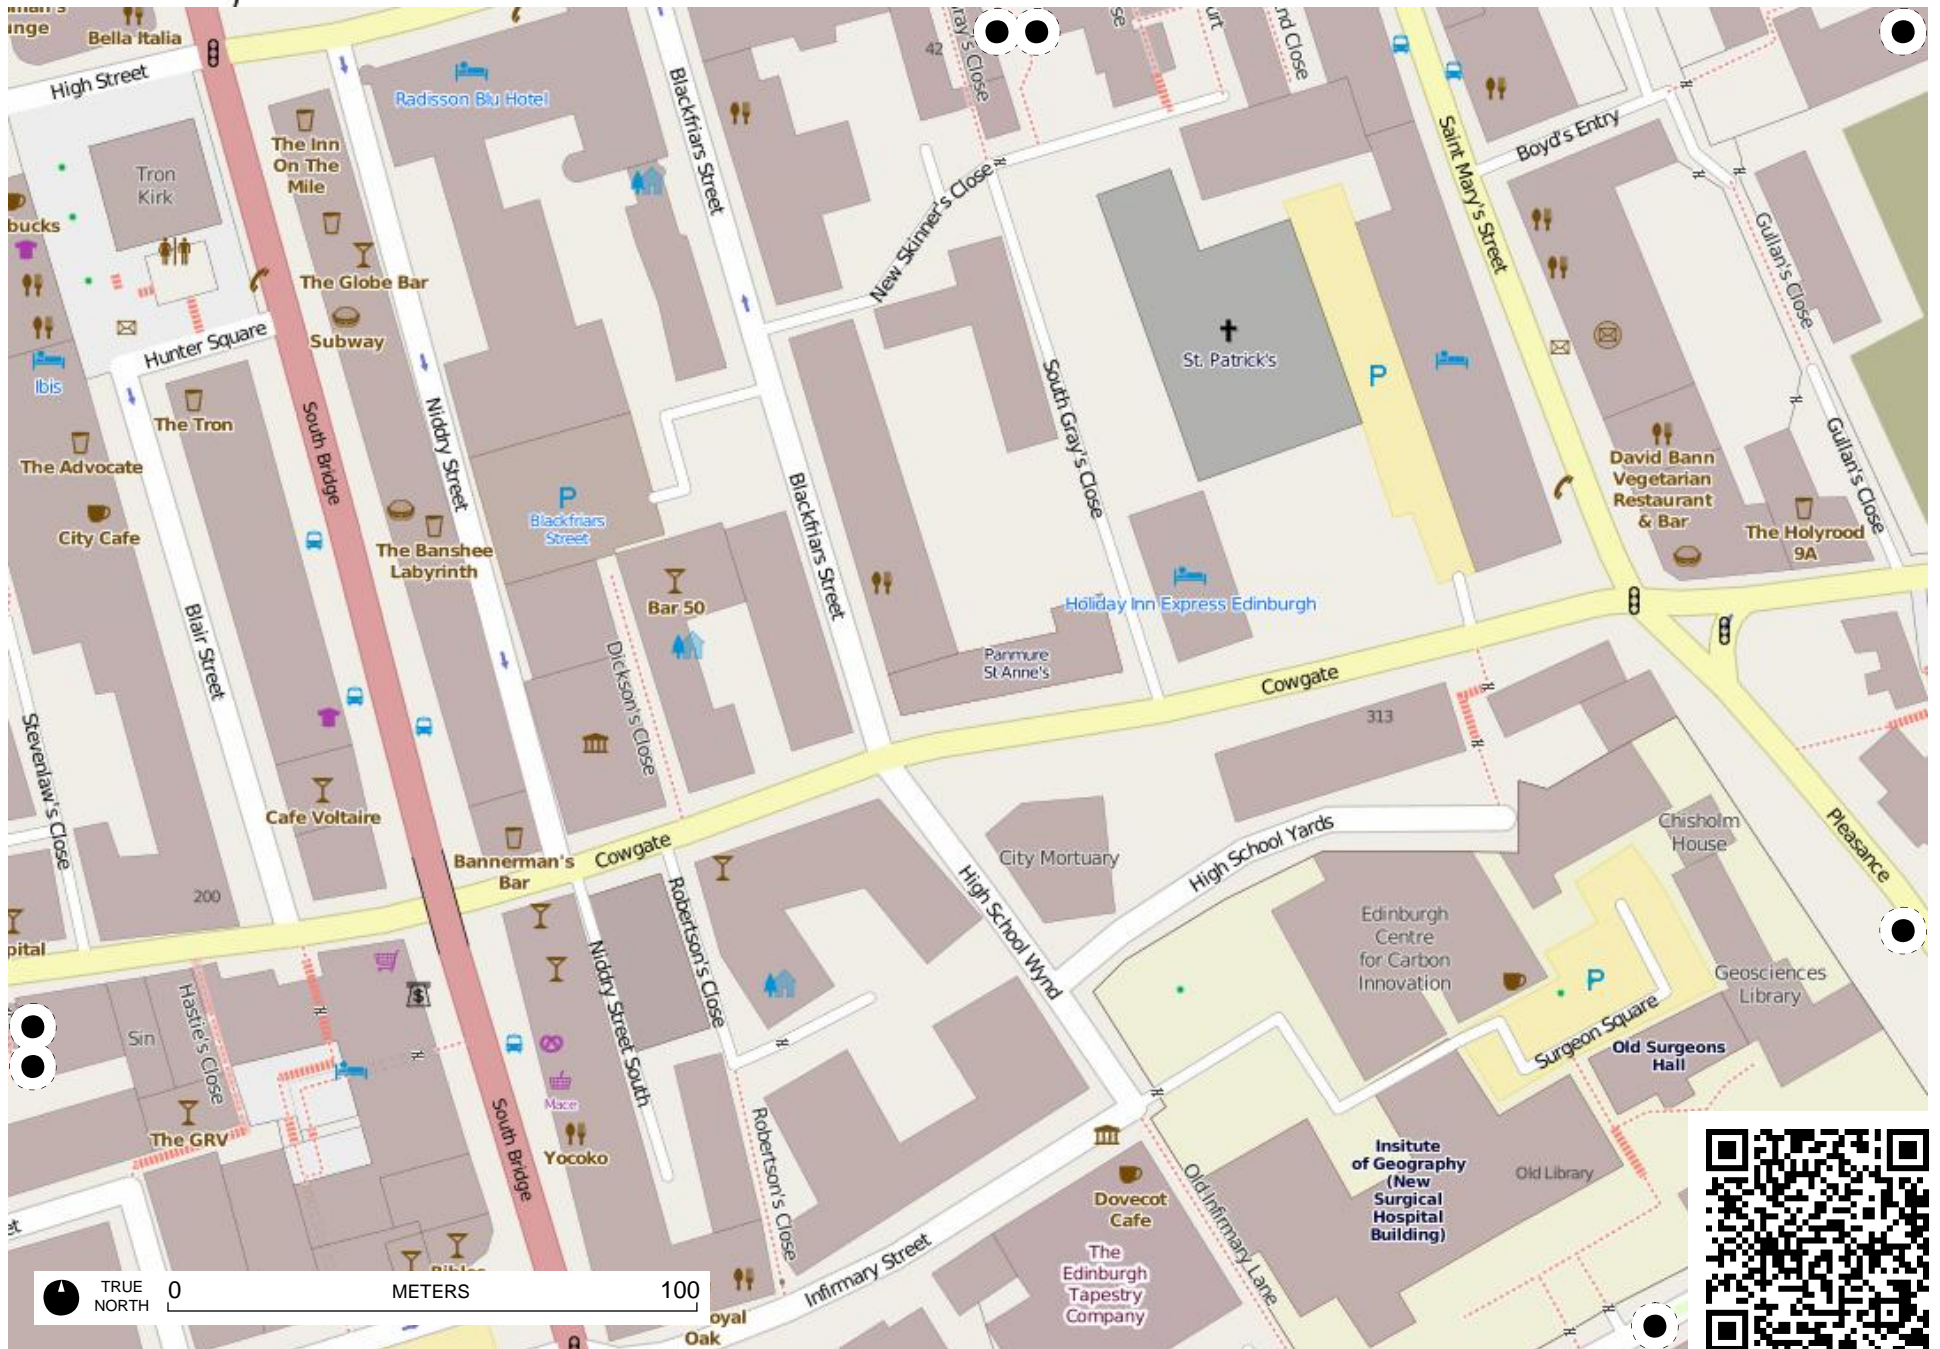 Bella Italia
High Street
Radisson Blu Hotel
42
Boyd's Entry
The Inn
On The
Mile
Tron
Kirk
Blackfriars Street
Saint Mary's Street
New Skinner's Close
Gullan's Close
The Globe Bar
Subway
Hunter Square
Ibis
The Tron
South Bridge
Niddry Street
St. Patrick's
P
South Gray's Close
The Advocate
City Cafe
P
Blackfriars
Street
Blackfriars Street
David Bann
Vegetarian
Restaurant
& Bar
The Holyrood
9A
Gullan's Close
The Banshee
Labyrinth
Bar 50
Holiday Inn Express Edinburgh
Blair Street
Dickson's Close
Panmure
St Anne's
Cowgate
313
Stevenlaw's Close
Cafe Voltaire
Bannerman's
Bar
Cowgate
City Mortuary
High School Yards
Chisholm
House
Pleasance
200
Robertson's Close
High School Wynd
Edinburgh
Centre
for Carbon
Innovation
P
Geosciences
Library
Surgeon Square
Old Surgeons
Hall
Sin
Hastie's Close
$
Niddry Street South
Mace
The GRV
South Bridge
Yocoko
Robertson's Close
Dovecot
Cafe
Old Infirmary Lane
Insitute
of Geography
(New
Surgical
Hospital
Building)
Old Library
The
Edinburgh
Tapestry
Company
Infirmary Street
Oak
TRUE
NORTH
0
METERS
100